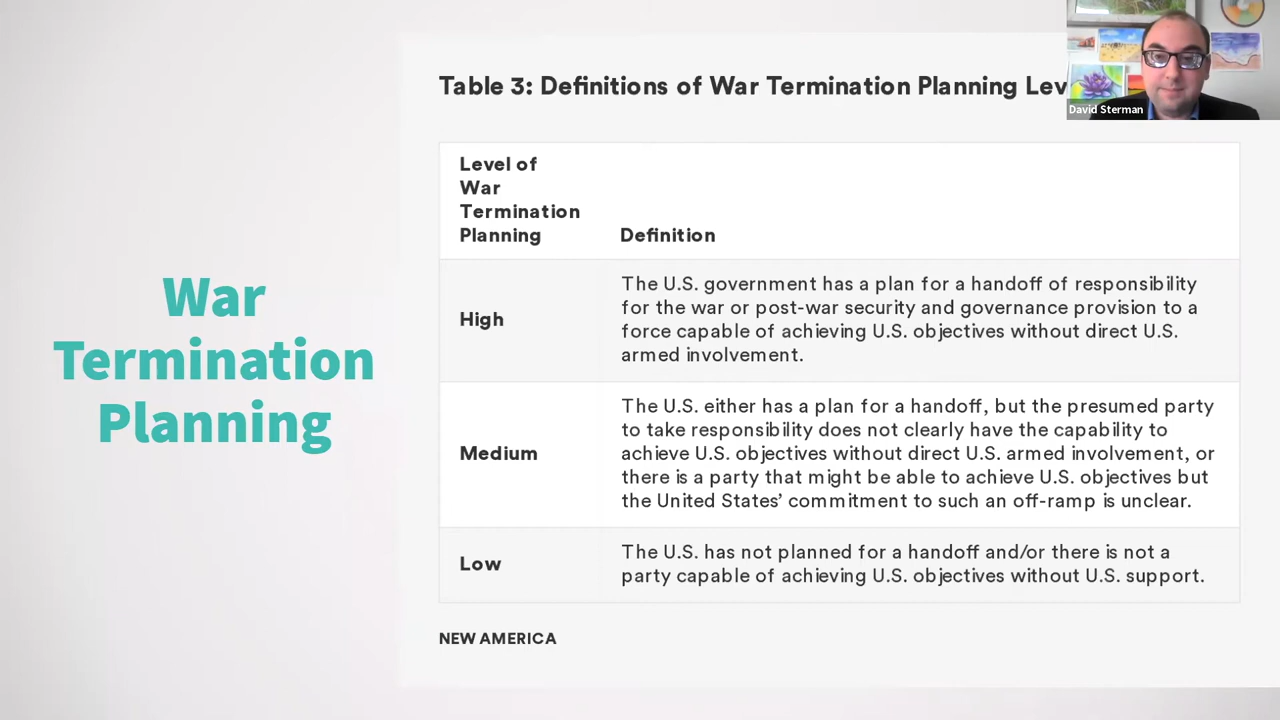 War
Termination
Planning
Table 3: Definitions of War Termination Planning
David Sterman
Level of
War
Termination
Planning
Definition
High
The U.S. government has a plan for a handoff of responsibility
for the war or post-war security and governance provision to a
force capable of achieving U.S. objectives without direct U.S.
armed involvement.
Medium
The U.S. either has a plan for a handoff, but the presumed party
to take responsibility does not clearly have the capability to
achieve U.S. objectives without direct U.S. armed involvement, or
there is a party that might be able to achieve U.S. objectives but
the United States’ commitment to such an off-ramp is unclear.
Low
The U.S. has not planned for a handoff and/or there is not a
party capable of achieving U.S. objectives without U.S. support.
NEW AMERICA